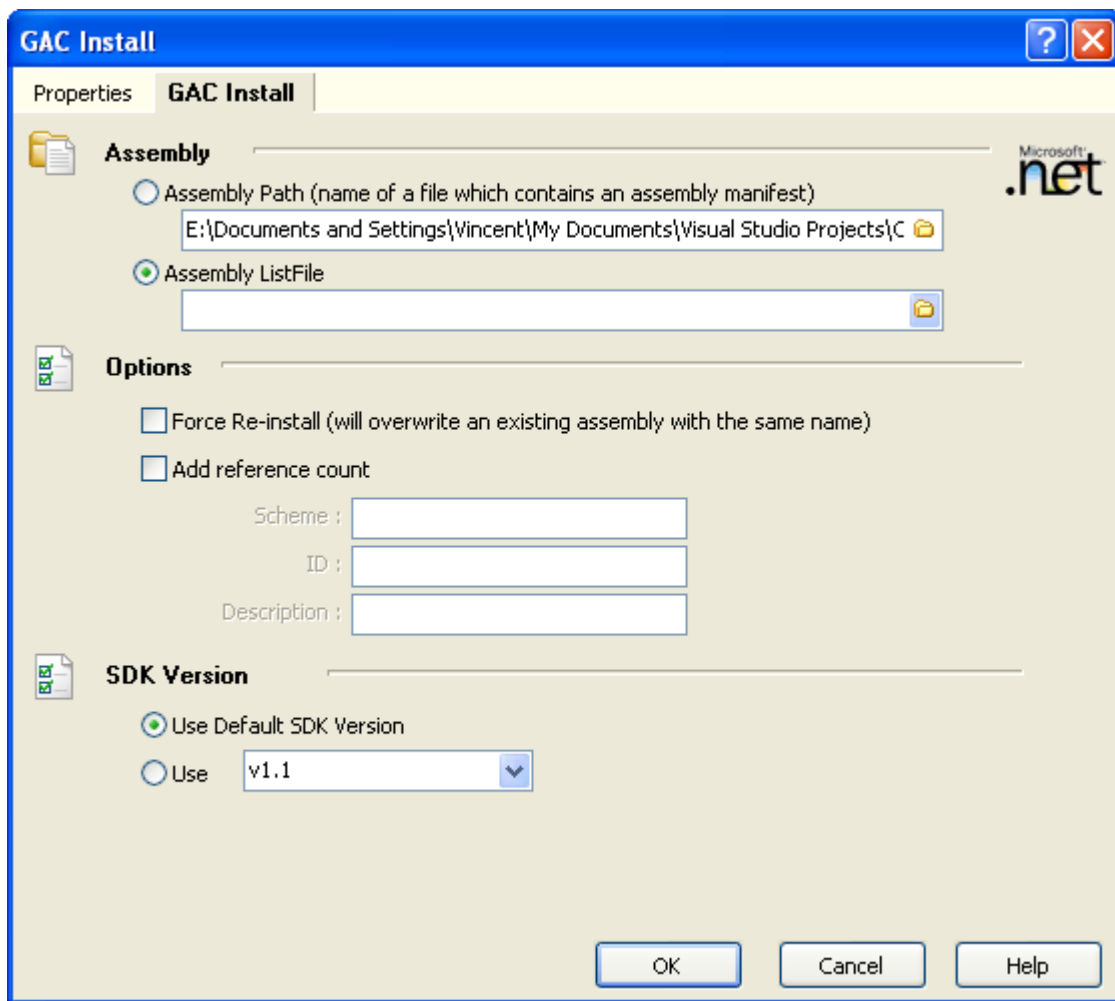 GAC Install
Properties GAC Install
Assembly
Microsoft
.net
Assembly Path (name of a file which contains an assembly manifest)
E:\Documents and Settings\Vincent\My Documents\Visual Studio Projects\C
Assembly ListFile
Options
Force Re-install (will overwrite an existing assembly with the same name)
Add reference count
Scheme :
ID :
Description :
SDK Version
Use Default SDK Version
Use v1.1
OK Cancel Help